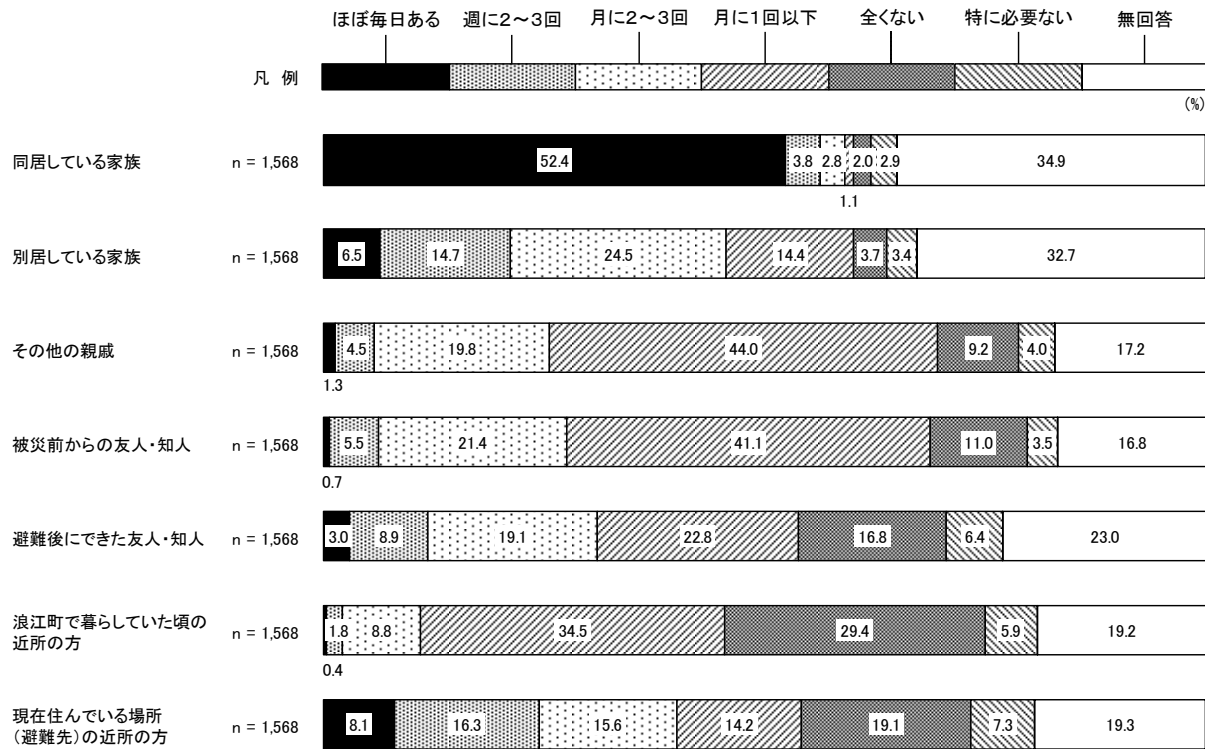 ほぼ毎日ある 週に2～3回 月に2～3回 月に1回以下 全くない 特に必要ない 無回答
凡 例
(%)
同居している家族 n = 1,568 52.4 3.8 2.8 2.0 2.9 34.9
1.1
別居している家族 n = 1,568 6.5 14.7 24.5 14.4 3.7 3.4 32.7
その他の親戚 n = 1,568 4.5 19.8 44.0 9.2 4.0 17.2
1.3
被災前からの友人・知人 n = 1,568 5.5 21.4 41.1 11.0 3.5 16.8
0.7
避難後にできた友人・知人 n = 1,568 3.0 8.9 19.1 22.8 16.8 6.4 23.0
浪江町で暮らしていた頃の
近所の方 n = 1,568 1.8 8.8 34.5 29.4 5.9 19.2
0.4
現在住んでいる場所
（避難先）の近所の方 n = 1,568 8.1 16.3 15.6 14.2 19.1 7.3 19.3